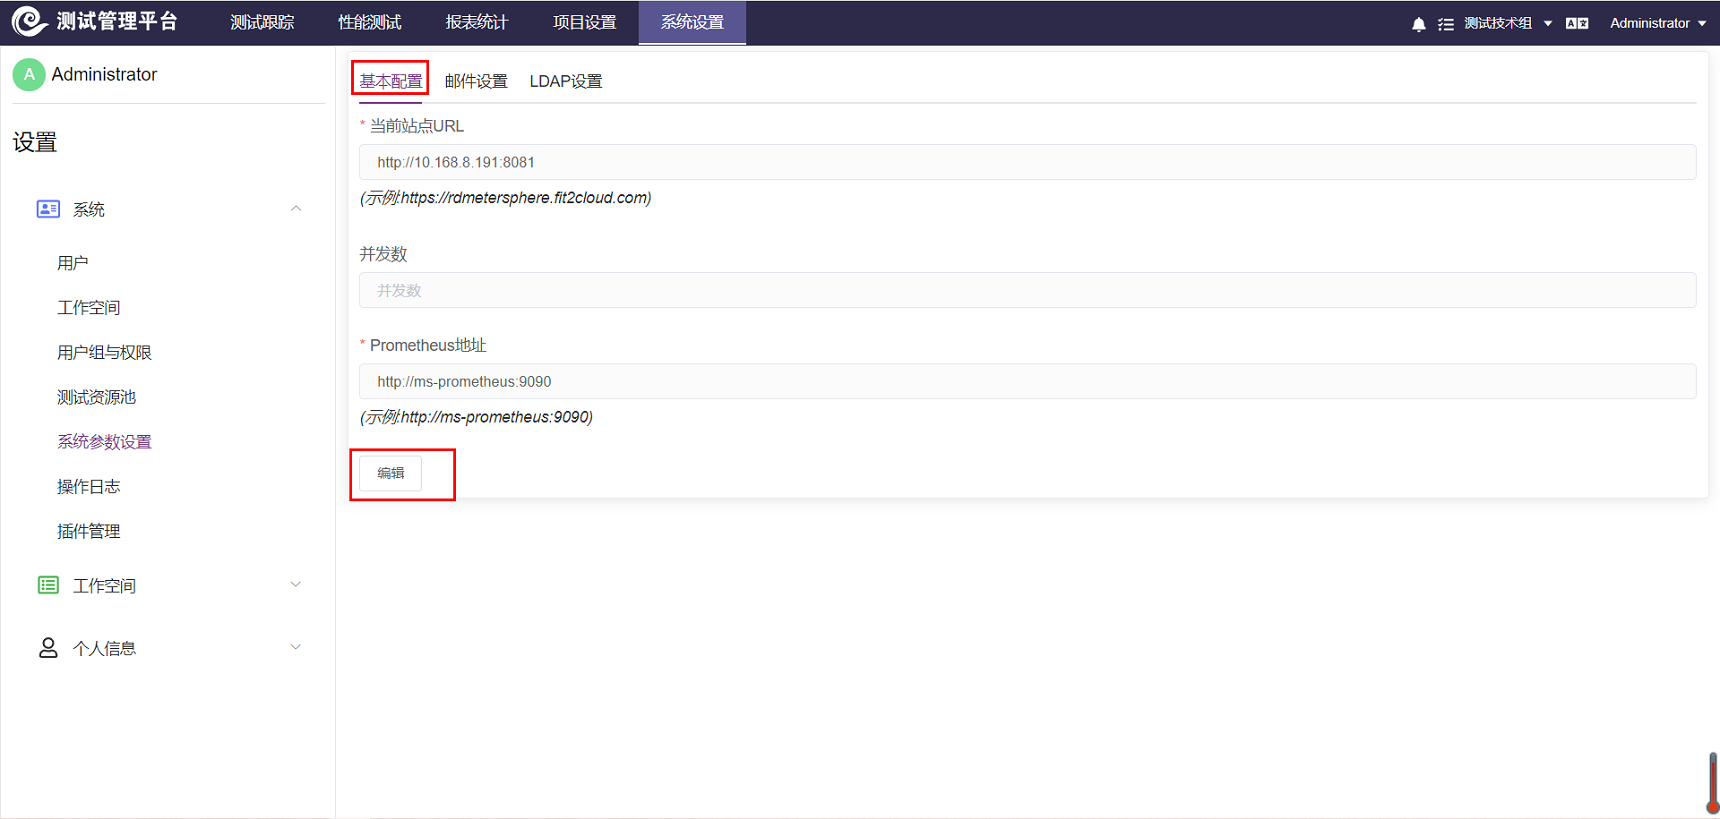 测试管理平台 测试跟踪 性能测试 报表统计 项目设置 系统设置 测试技术组 Administrator
A Administrator
设置
系统
用户
工作空间
用户组与权限
测试资源池
系统参数设置
操作日志
插件管理
工作空间
个人信息
基本配置 邮件设置 LDAP设置
* 当前站点URL
http://10.168.8.191:8081
(示例:https://rdmetersphere.fit2cloud.com)
并发数
并发数
* Prometheus地址
http://ms-prometheus:9090
(示例:http://ms-prometheus:9090)
编辑